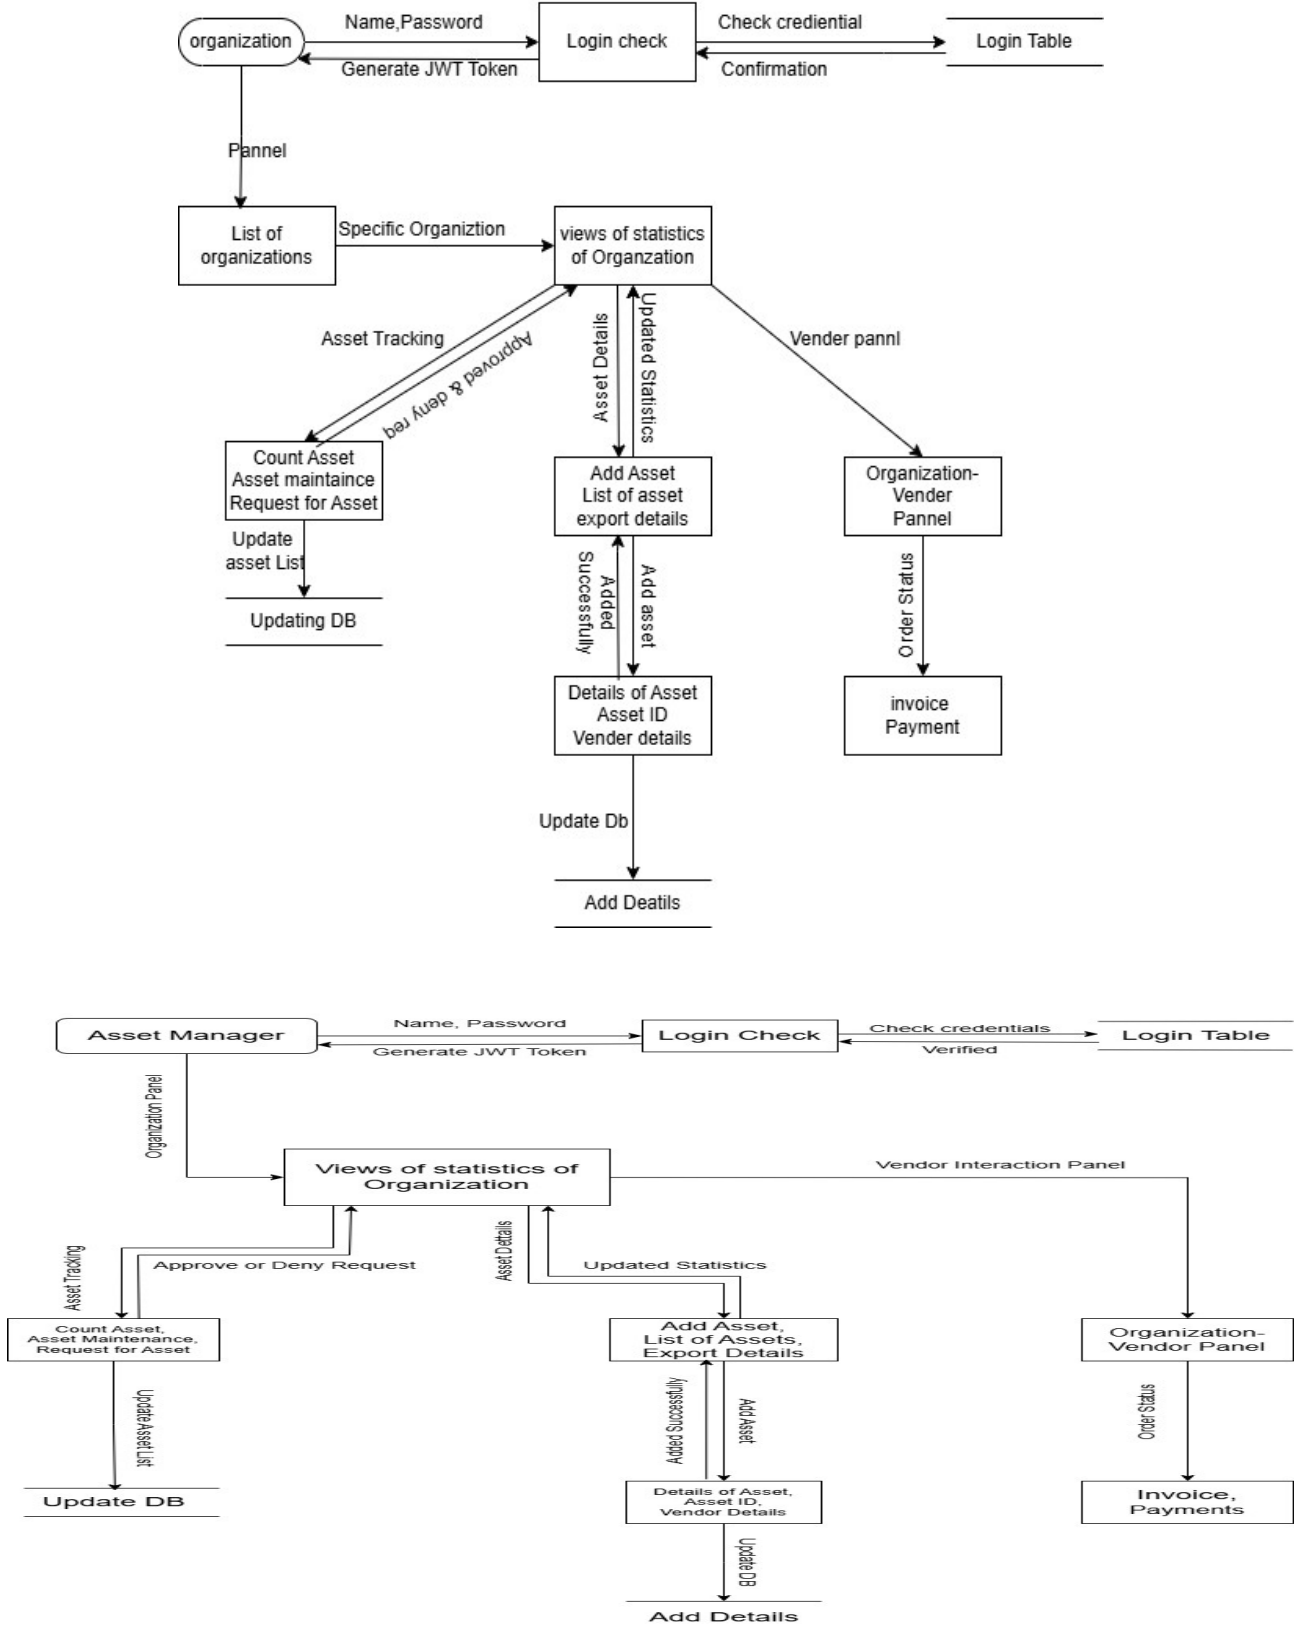 Name,Password
Check crediential
organization
Login check
Login Table
Generate JWT Token
Confirmation
Pannel
List of
organizations
Specific Organiztion
views of statistics
of Organzation
Asset Tracking
Approved & deny req
Asset Details
Updated Statistics
Vender pannl
Count Asset
Asset maintaince
Request for Asset
Add Asset
List of asset
export details
Organization-
Vender
Pannel
Update
asset List
Added
Successfully
Add asset
Order Status
Updating DB
Details of Asset
Asset ID
Vender details
invoice
Payment
Update Db
Add Deatils
Name, Password
Asset Manager
Login Check
Check credentials
Login Table
Generate JWT Token
Verified
Organization Panel
Views of statistics of
Organization
Vendor Interaction Panel
Asset Tracking
Approve or Deny Request
Asset Dettails
Updated Statistics
Count Asset,
Asset Maintenance,
Request for Asset
Add Asset,
List of Assets,
Export Details
Organization-
Vendor Panel
Update Asset List
Added Successfully
Add Asset
Order Status
Update DB
Details of Asset,
Asset ID,
Vendor Details
Invoice,
Payments
Update DB
Add Details